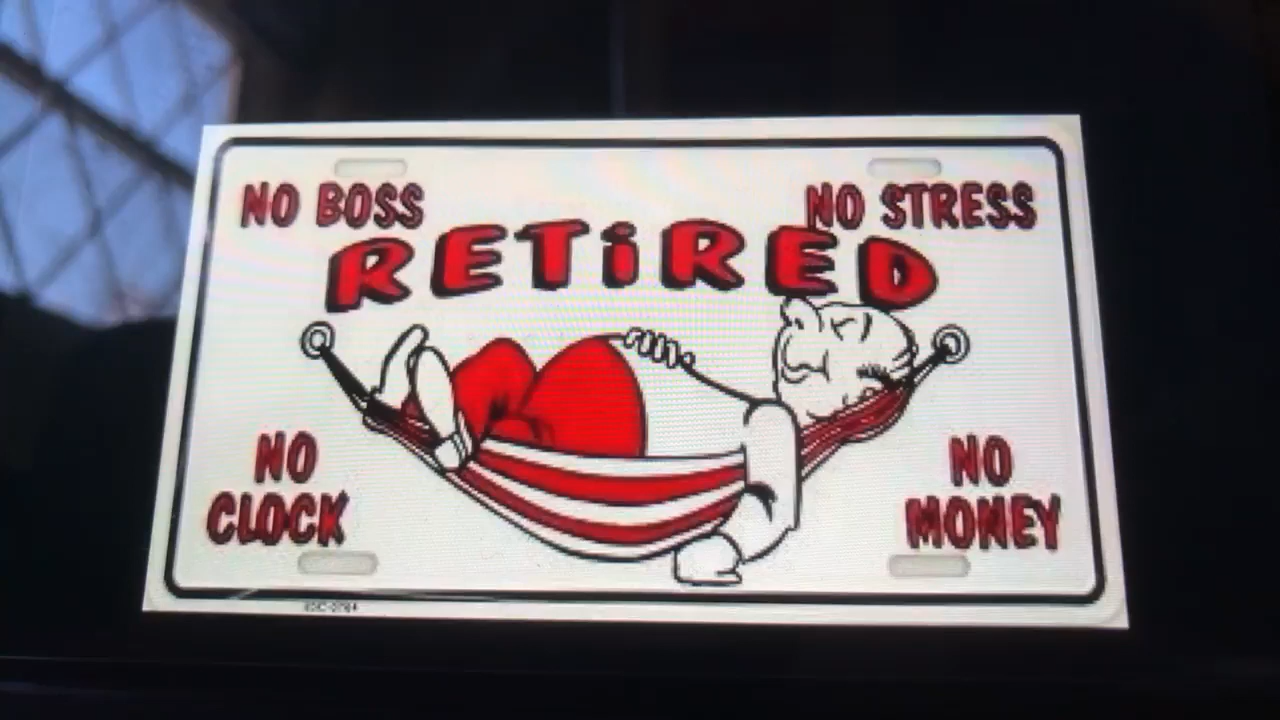 NO BOSS
NO STRESS
RETiRED
NO
CLOCK
NO
MONEY